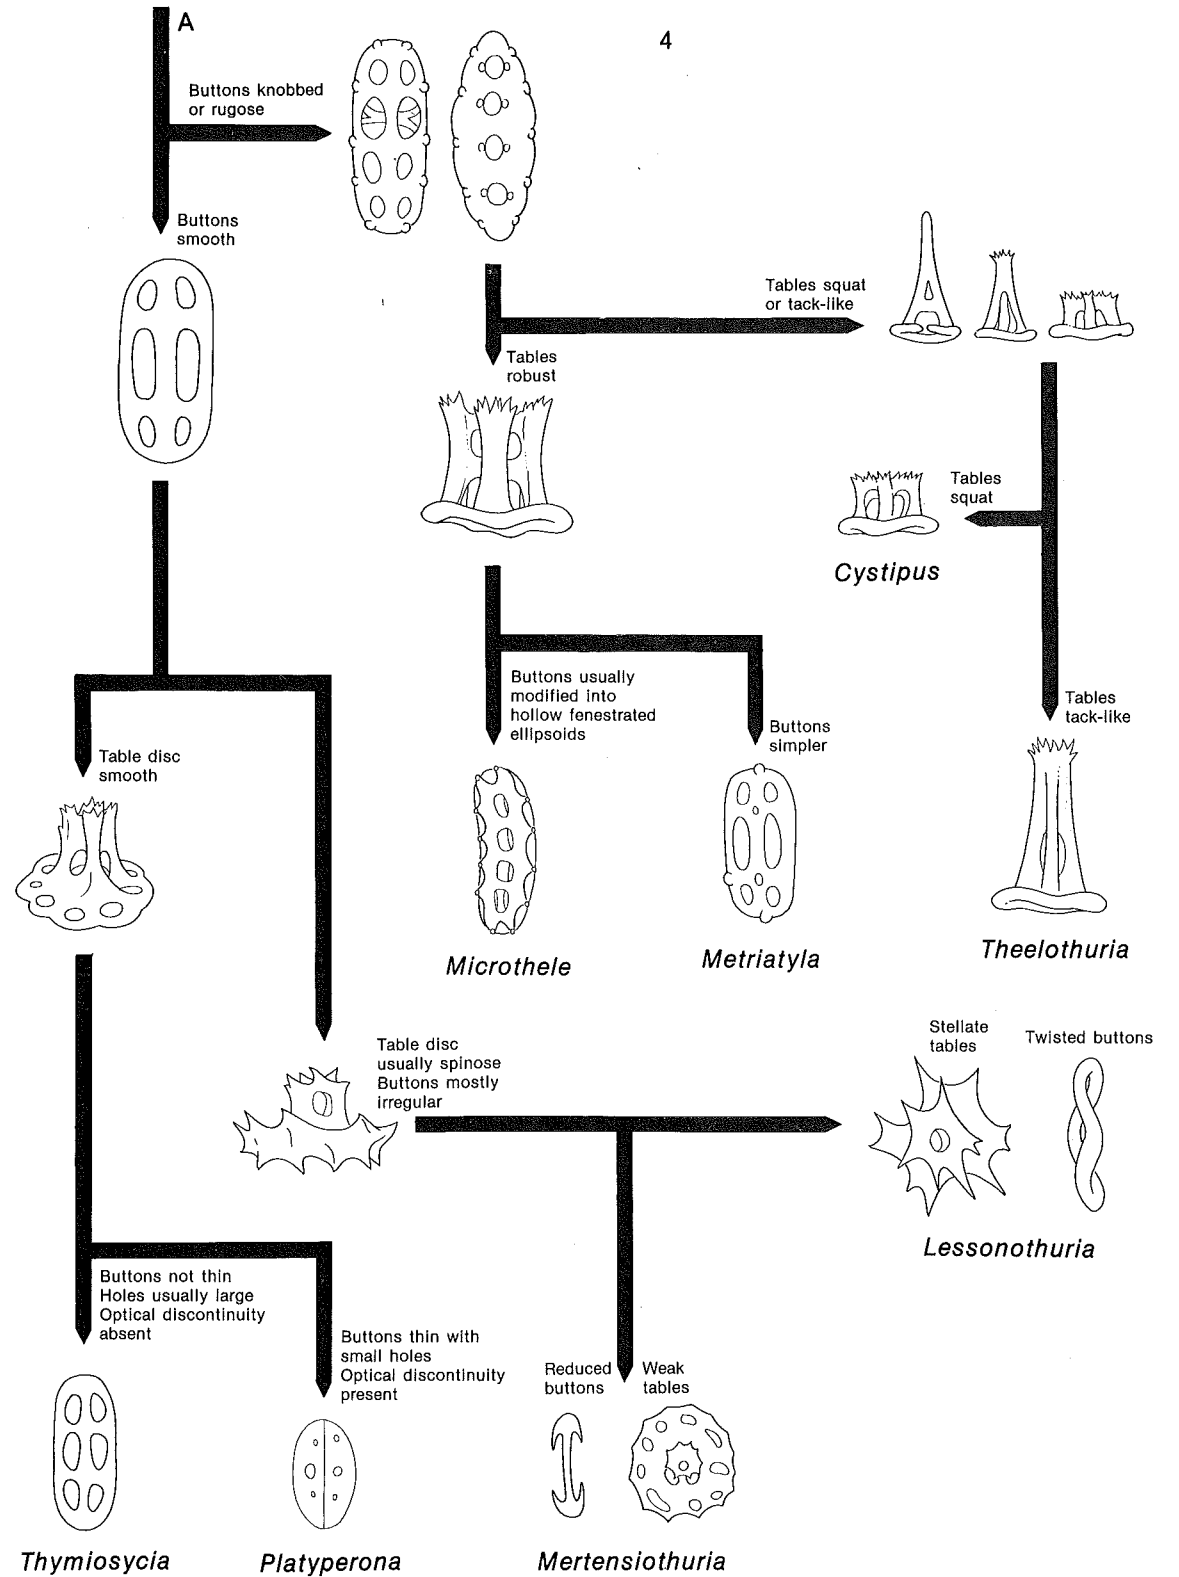 A
4
Buttons knobbed
or rugose
Buttons
smooth
Tables squat
or tack-like
Tables
robust
Tables
squat
Cystipus
Buttons usually
modified into
hollow fenestrated
ellipsoids
Buttons
simpler
Tables
tack-like
Table disc
smooth
Microthele
Metriatyla
Theelothuria
Table disc
usually spinose
Buttons mostly
irregular
Stellate
tables
Twisted buttons
Lessonothuria
Buttons not thin
Holes usually large
Optical discontinuity
absent
Buttons thin with
small holes
Optical discontinuity
present
Reduced
buttons
Weak
tables
Thymiosycia
Platyperona
Mertensiothuria